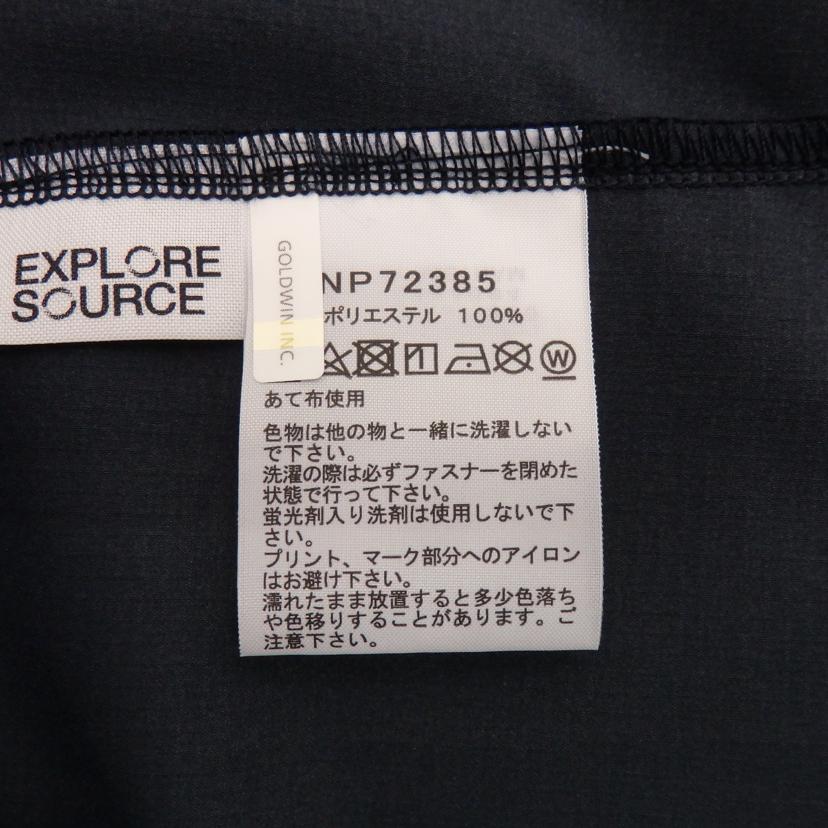 EXPLORE
SOURCE
GOLDWIN INC.
NP72385
ポリエステル 100%
W
あて布使用
色物は他の物と一緒に洗濯しない
で下さい。
洗濯の際は必ずファスナーを閉めた
状態で行って下さい。
蛍光剤入り洗剤は使用しないで下
さい。
プリント、マーク部分へのアイロン
はお避け下さい。
濡れたまま放置すると多少色落ち
や色移りすることがあります。ご
注意下さい。